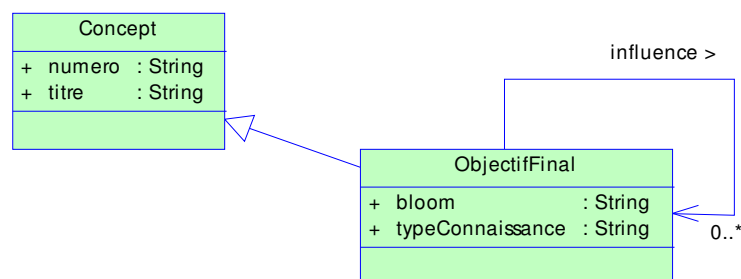 Concept
+ numero : String
+ titre : String
influence >
ObjectifFinal
+ bloom : String
+ typeConnaissance : String
0..*